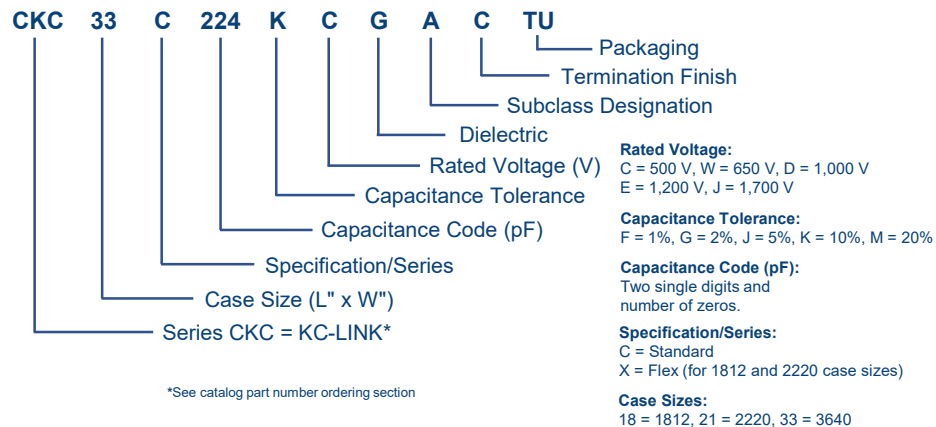 CKC 33 C 224 K C G A C TU
Packaging
Termination Finish
Subclass Designation
Dielectric
Rated Voltage (V)
Capacitance Tolerance
Capacitance Code (pF)
Specification/Series
Case Size (L" x W")
Series CKC = KC-LINK*
*See catalog part number ordering section
Rated Voltage:
C = 500 V, W = 650 V, D = 1,000 V
E = 1,200 V, J = 1,700 V
Capacitance Tolerance:
F = 1%, G = 2%, J = 5%, K = 10%, M = 20%
Capacitance Code (pF):
Two single digits and
number of zeros.
Specification/Series:
C = Standard
X = Flex (for 1812 and 2220 case sizes)
Case Sizes:
18 = 1812, 21 = 2220, 33 = 3640